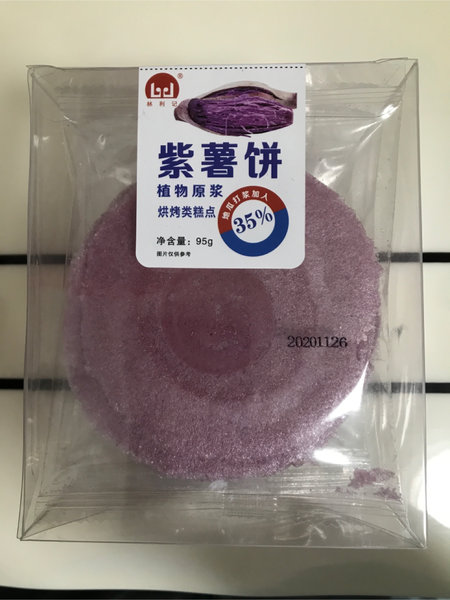 ®
林利记
紫薯饼
植物原浆
烘烤类糕点
地瓜打浆加入
35%
净含量：95g
图片仅供参考
20201126